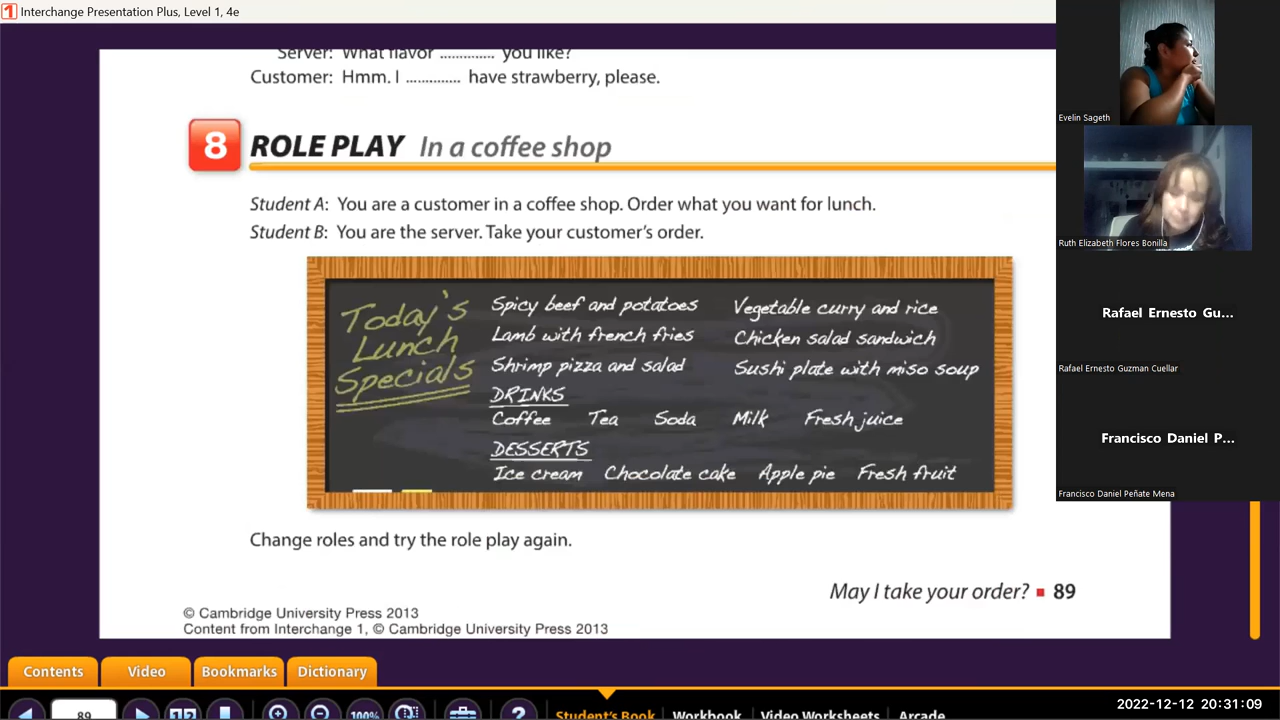 Interchange Presentation Plus, Level 1, 4e
Server: What flavor ............. you like?
Customer: Hmm. I ............. have strawberry, please.
8 ROLE PLAY In a coffee shop
Student A: You are a customer in a coffee shop. Order what you want for lunch.
Student B: You are the server. Take your customer's order.
Today's
Lunch
Specials
Spicy beef and potatoes
Vegetable curry and rice
Lamb with french fries
Chicken salad sandwich
Shrimp pizza and salad
Sushi plate with miso soup
DRINKS
Coffee Tea Soda Milk Fresh juice
DESSERTS
Ice cream Chocolate cake Apple pie Fresh fruit
Change roles and try the role play again.
May I take your order? ▪ 89
© Cambridge University Press 2013
Content from Interchange 1, © Cambridge University Press 2013
Contents Video Bookmarks Dictionary
89 100% ? Student's Book Workbook Video Worksheets Arcade
Evelin Sageth
Ruth Elizabeth Flores Bonilla
Rafael Ernesto Gu...
Rafael Ernesto Guzman Cuellar
Francisco Daniel P...
Francisco Daniel Peñate Mena
2022-12-12 20:31:09